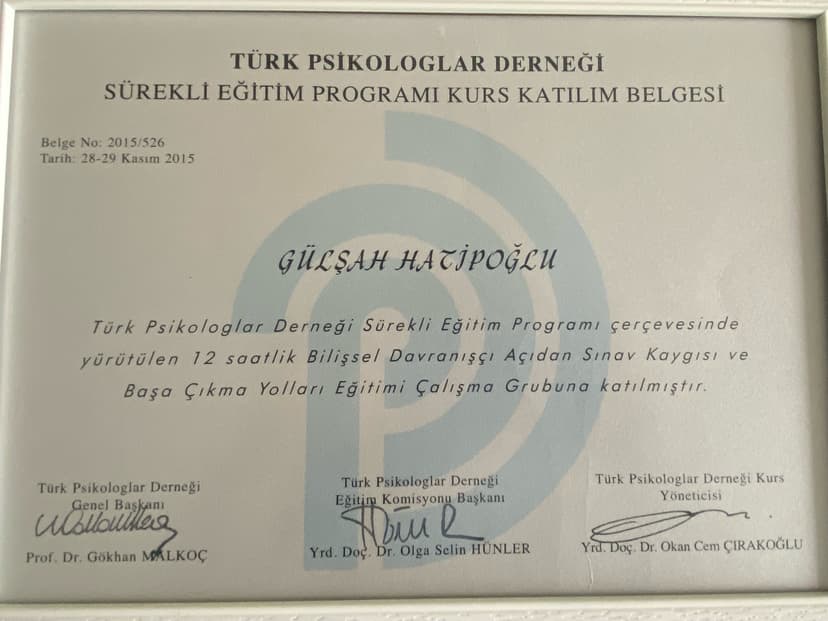 TÜRK PSİKOLOGLAR DERNEĞİ
SÜREKLİ EĞİTİM PROGRAMI KURS KATILIM BELGESİ
Belge No: 2015/526
Tarih: 28-29 Kasım 2015
GÜLŞAH HATİPOĞLU
Türk Psikologlar Derneği Sürekli Eğitim Programı çerçevesinde
yürütülen 12 saatlik Bilişsel Davranışçı Açıdan Sınav Kaygısı ve
Başa Çıkma Yolları Eğitimi Çalışma Grubuna katılmıştır.
Türk Psikologlar Derneği
Genel Başkanı
Prof. Dr. Gökhan MALKOÇ
Türk Psikologlar Derneği
Eğitim Komisyonu Başkanı
Yrd. Doç. Dr. Olga Selin HÜNLER
Türk Psikologlar Derneği Kurs
Yöneticisi
Yrd. Doç. Dr. Okan Cem ÇIRAKOĞLU